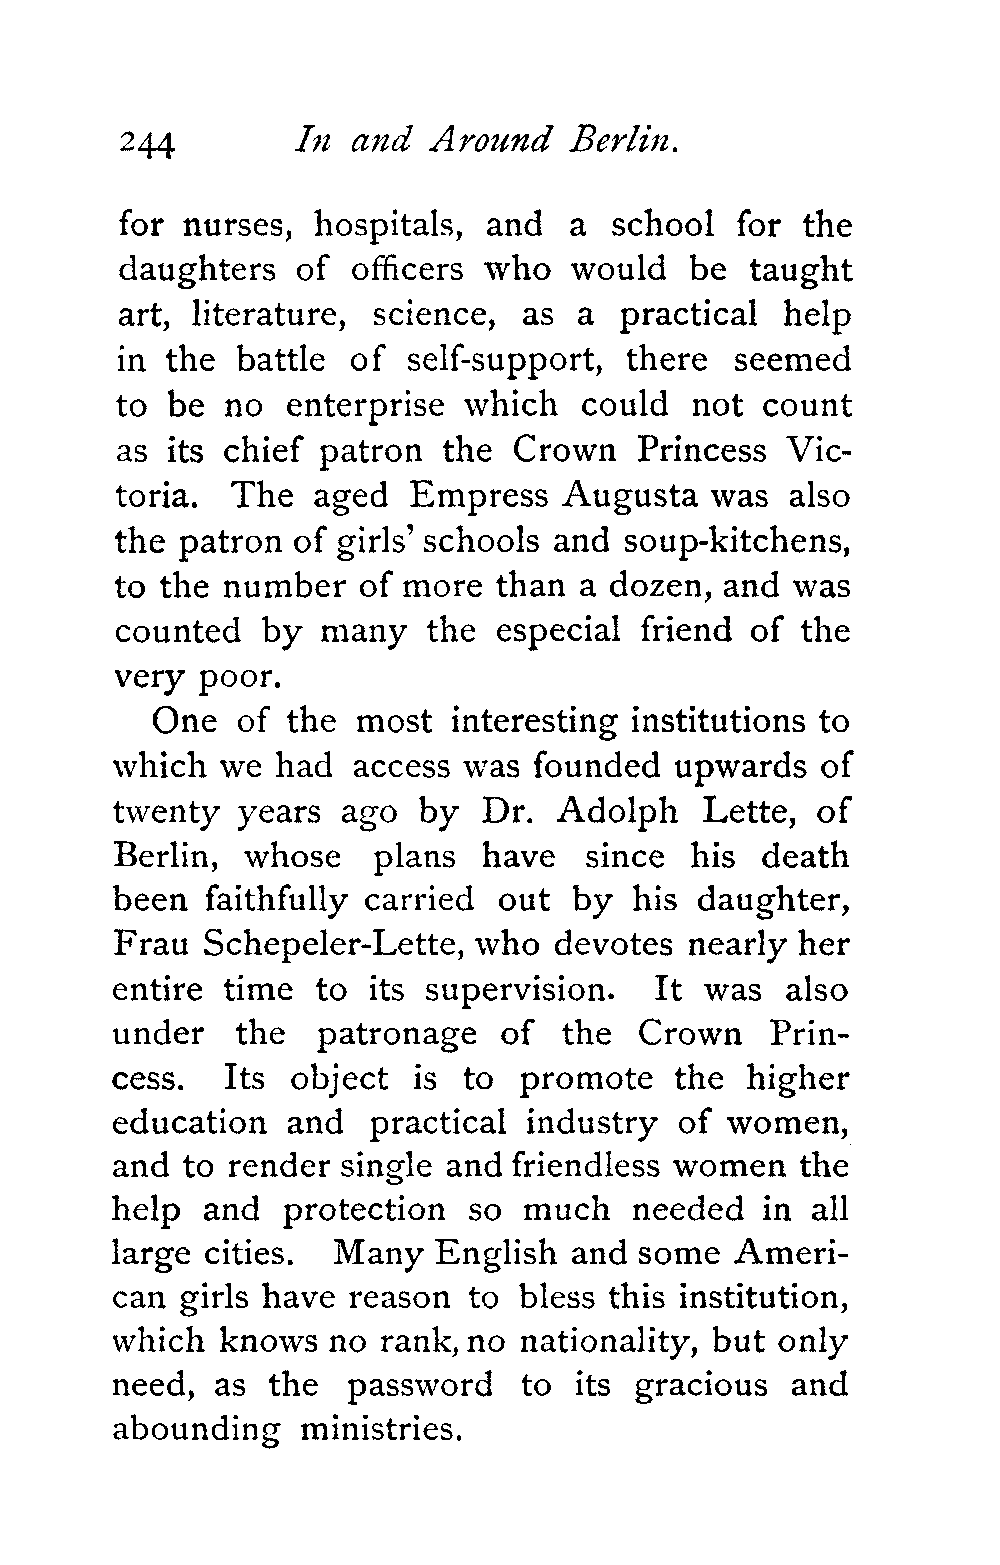 244 In and Around Berlin.
for nurses, hospitals, and a school for the
daughters of officers who would be taught
art, literature, science, as a practical help
in the battle of self-support, there seemed
to be no enterprise which could not count
as its chief patron the Crown Princess Vic-
toria. The aged Empress Augusta was also
the patron of girls' schools and soup-kitchens,
to the number of more than a dozen, and was
counted by many the especial friend of the
very poor.
One of the most interesting institutions to
which we had access was founded upwards of
twenty years ago by Dr. Adolph Lette, of
Berlin, whose plans have since his death
been faithfully carried out by his daughter,
Frau Schepeler-Lette, who devotes nearly her
entire time to its supervision. It was also
under the patronage of the Crown Prin-
cess. Its object is to promote the higher
education and practical industry of women,
and to render single and friendless women the
help and protection so much needed in all
large cities. Many English and some Ameri-
can girls have reason to bless this institution,
which knows no rank, no nationality, but only
need, as the password to its gracious and
abounding ministries.